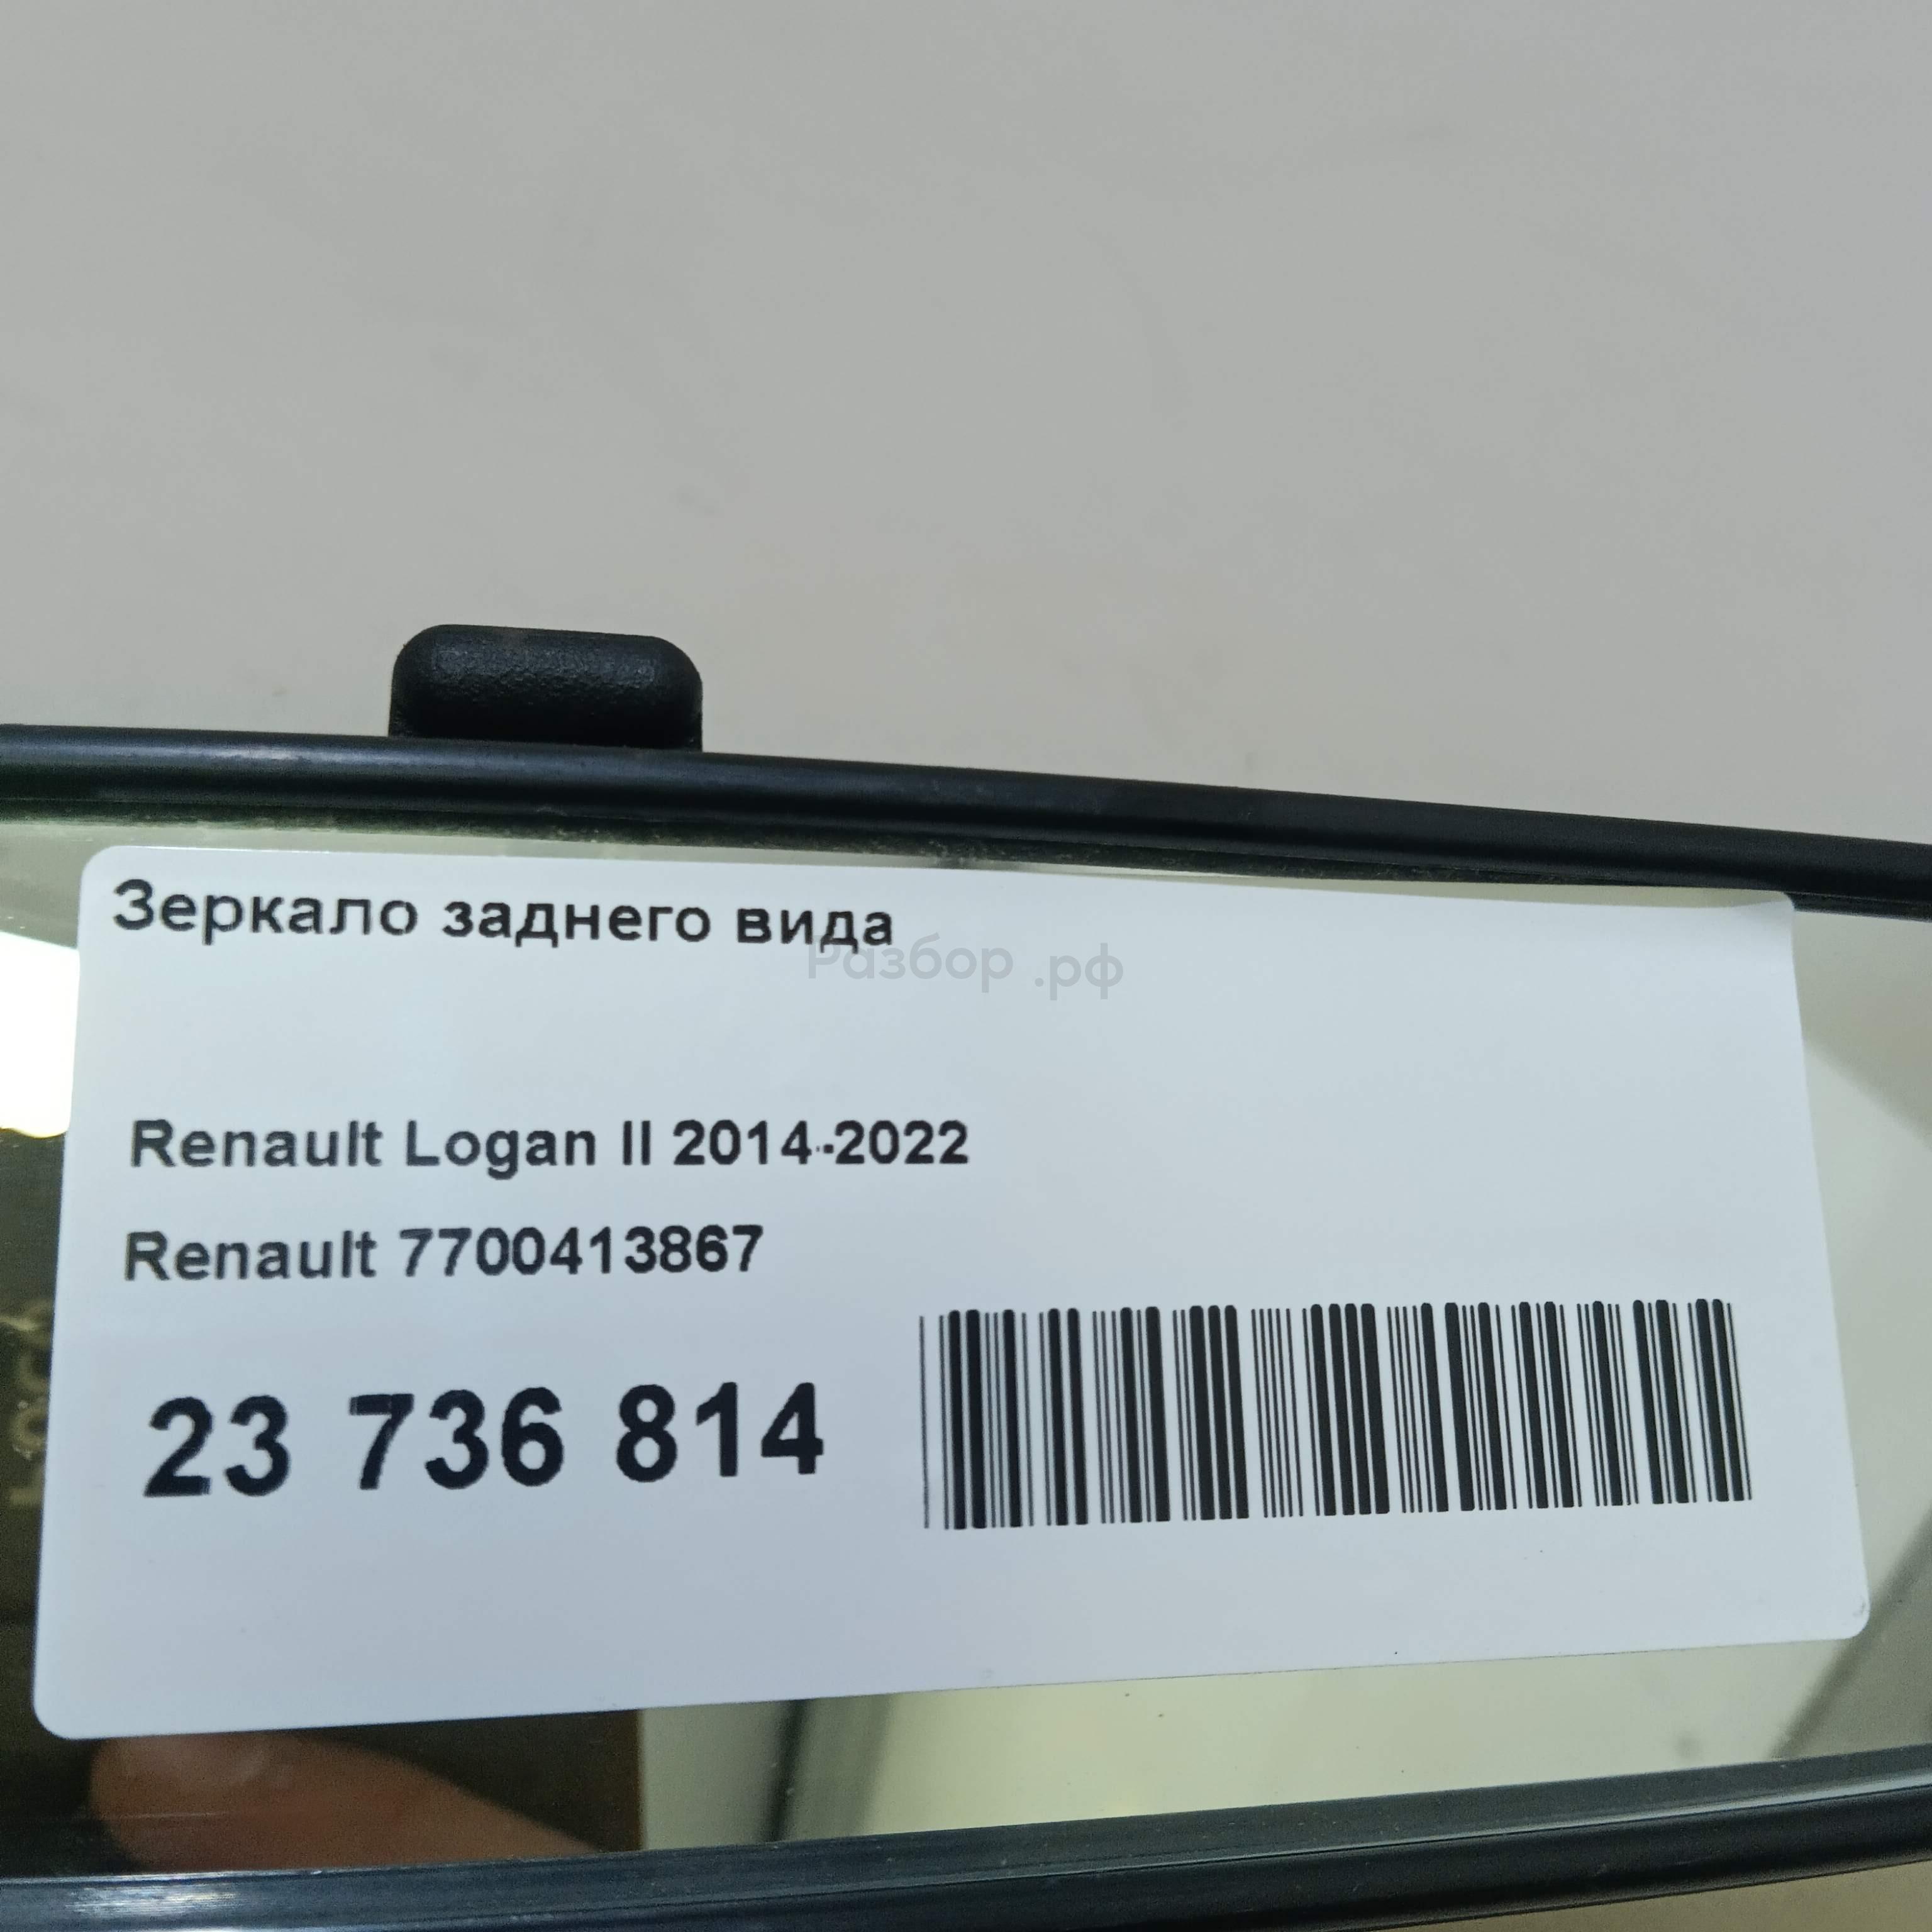 Зеркало заднего вида
Разбор .рф
Renault Logan II 2014-2022
Renault 7700413867
23 736 814